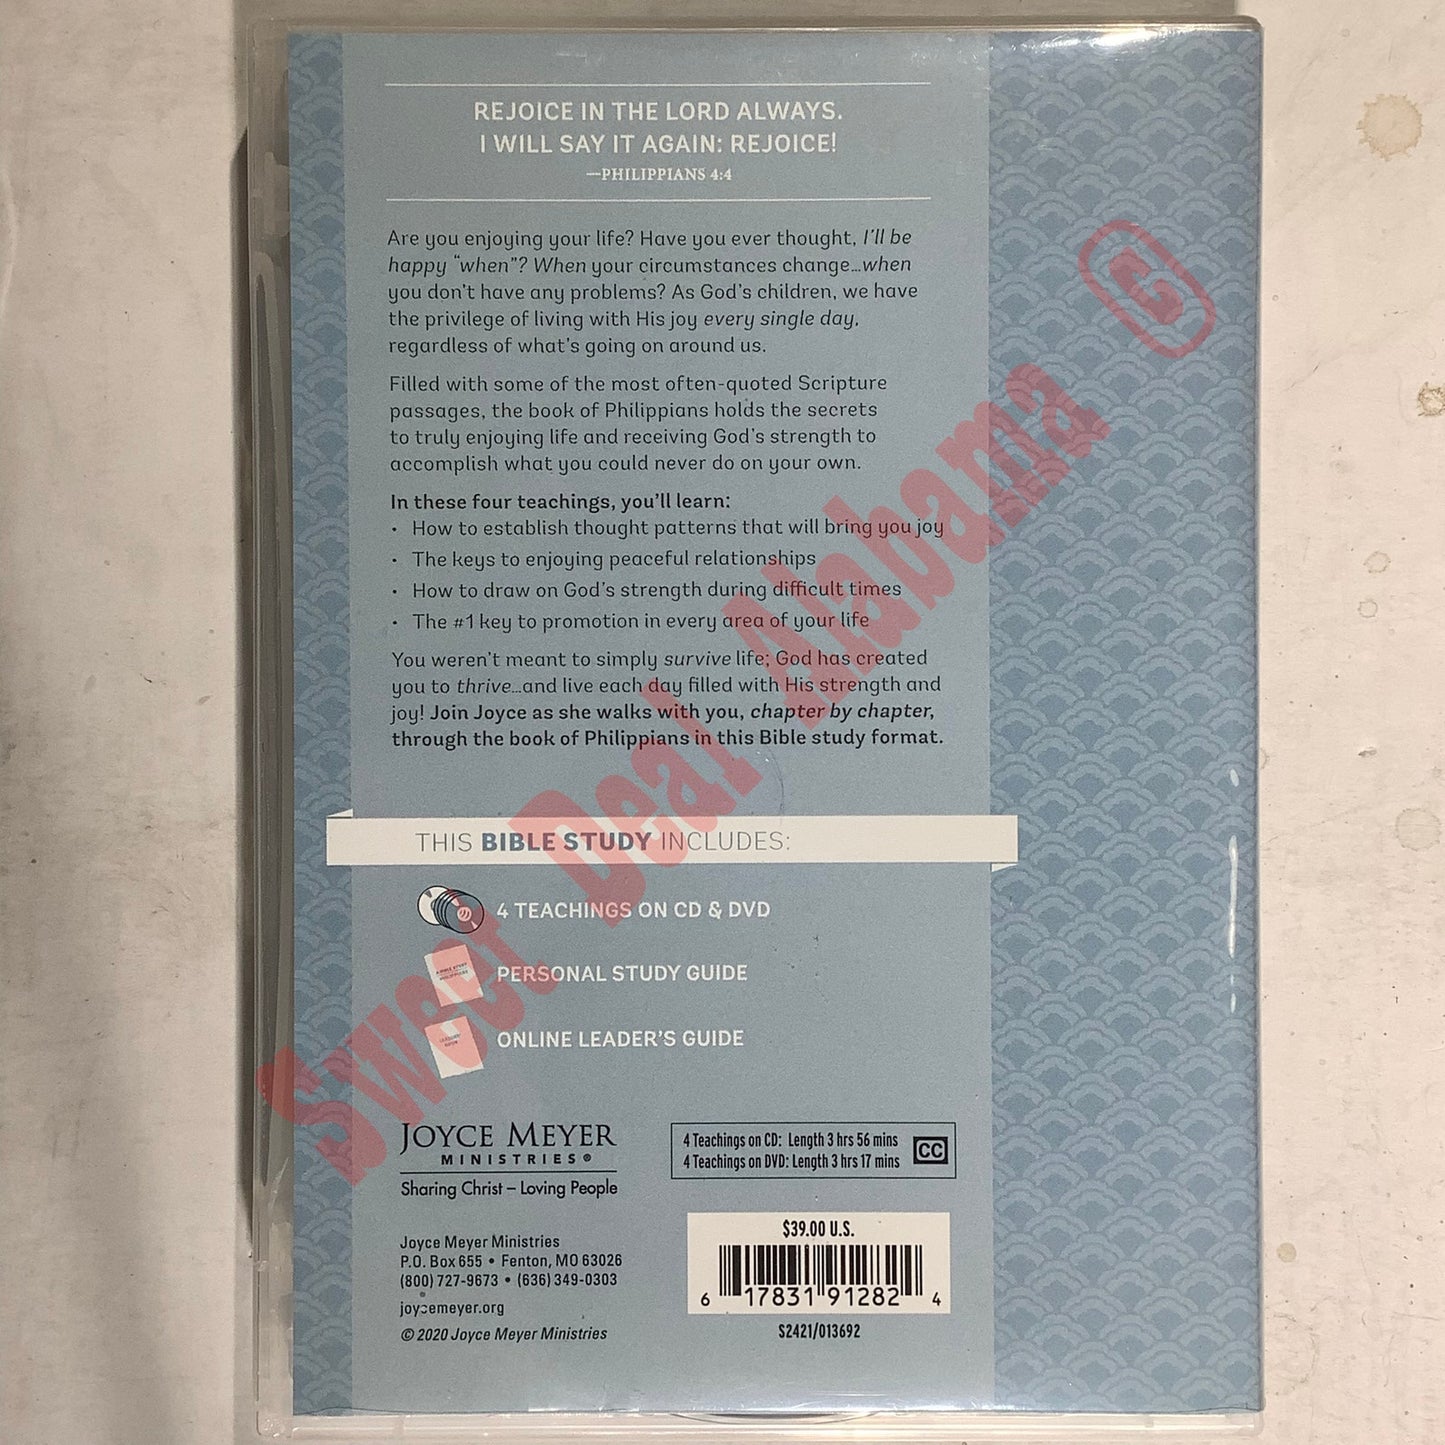 REJOICE IN THE LORD ALWAYS.
I WILL SAY IT AGAIN: REJOICE!
—PHILIPPIANS 4:4
Are you enjoying your life? Have you ever thought, I'll be
happy “when”? When your circumstances change…when
you don't have any problems? As God's children, we have
the privilege of living with His joy every single day,
regardless of what's going on around us.
Filled with some of the most often-quoted Scripture
passages, the book of Philippians holds the secrets
to truly enjoying life and receiving God's strength to
accomplish what you could never do on your own.
In these four teachings, you'll learn:
• How to establish thought patterns that will bring you joy
• The keys to enjoying peaceful relationships
• How to draw on God's strength during difficult times
• The #1 key to promotion in every area of your life
You weren't meant to simply survive life; God has created
you to thrive…and live each day filled with His strength and
joy! Join Joyce as she walks with you, chapter by chapter,
through the book of Philippians in this Bible study format.
THIS BIBLE STUDY INCLUDES:
4 TEACHINGS ON CD & DVD
A BIBLE STUDY
PHILIPPIANS
PERSONAL STUDY GUIDE
LEADER'S
GUIDE
ONLINE LEADER'S GUIDE
JOYCE MEYER
MINISTRIES®
Sharing Christ – Loving People
4 Teachings on CD: Length 3 hrs 56 mins
4 Teachings on DVD: Length 3 hrs 17 mins
CC
Joyce Meyer Ministries
P.O. Box 655 • Fenton, MO 63026
(800) 727-9673 • (636) 349-0303
joycemeyer.org
© 2020 Joyce Meyer Ministries
$39.00 U.S.
6 17831 91282 4
S2421/013692
Sweet Deal Alabama ©